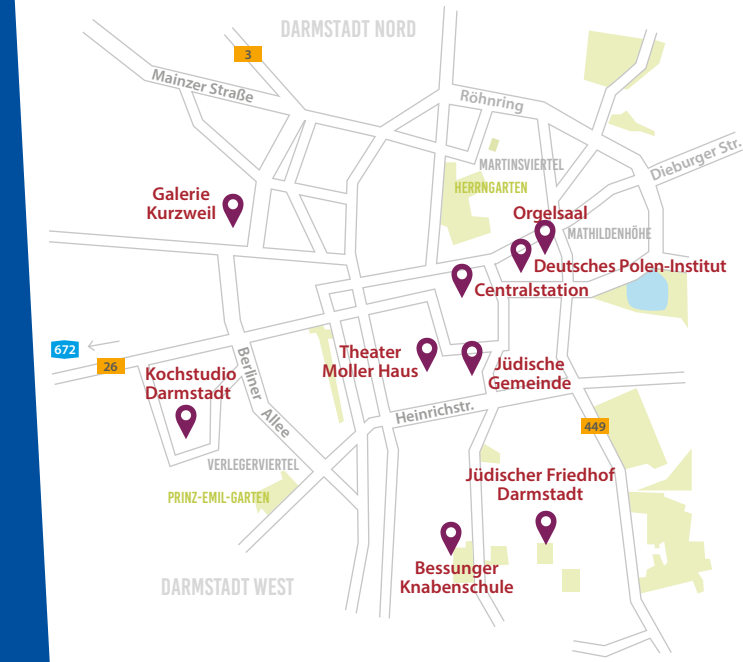 DARMSTADT NORD
3
Mainzer Straße
Röhnring
Dieburger Str.
MARTINSVIERTEL
HERRNGARTEN
Galerie
Kurzweil
Orgelsaal
MATHILDENHÖHE
Deutsches Polen-Institut
Centralstation
672
26
Theater
Moller Haus
Jüdische
Gemeinde
Kochstudio
Darmstadt
Berliner Allee
Heinrichstr.
449
VERLEGERVIERTEL
Jüdischer Friedhof
Darmstadt
PRINZ-EMIL-GARTEN
Bessunger
Knabenschule
DARMSTADT WEST